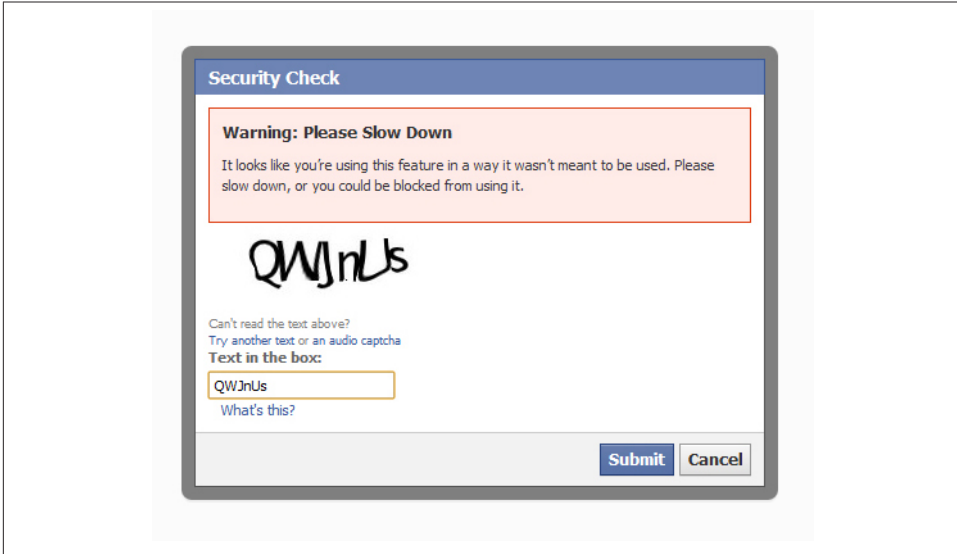 Security Check
Warning: Please Slow Down
It looks like you're using this feature in a way it wasn't meant to be used. Please
slow down, or you could be blocked from using it.
QWJnUs
Can't read the text above?
Try another text or an audio captcha
Text in the box:
QWJnUs
What's this?
Submit Cancel